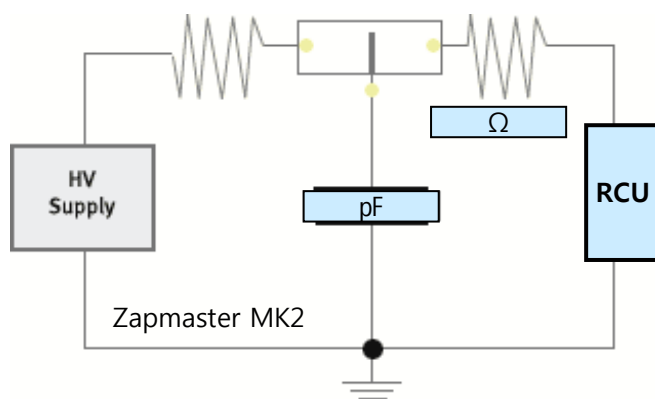 Ω
HV
Supply
pF
RCU
Zapmaster MK2